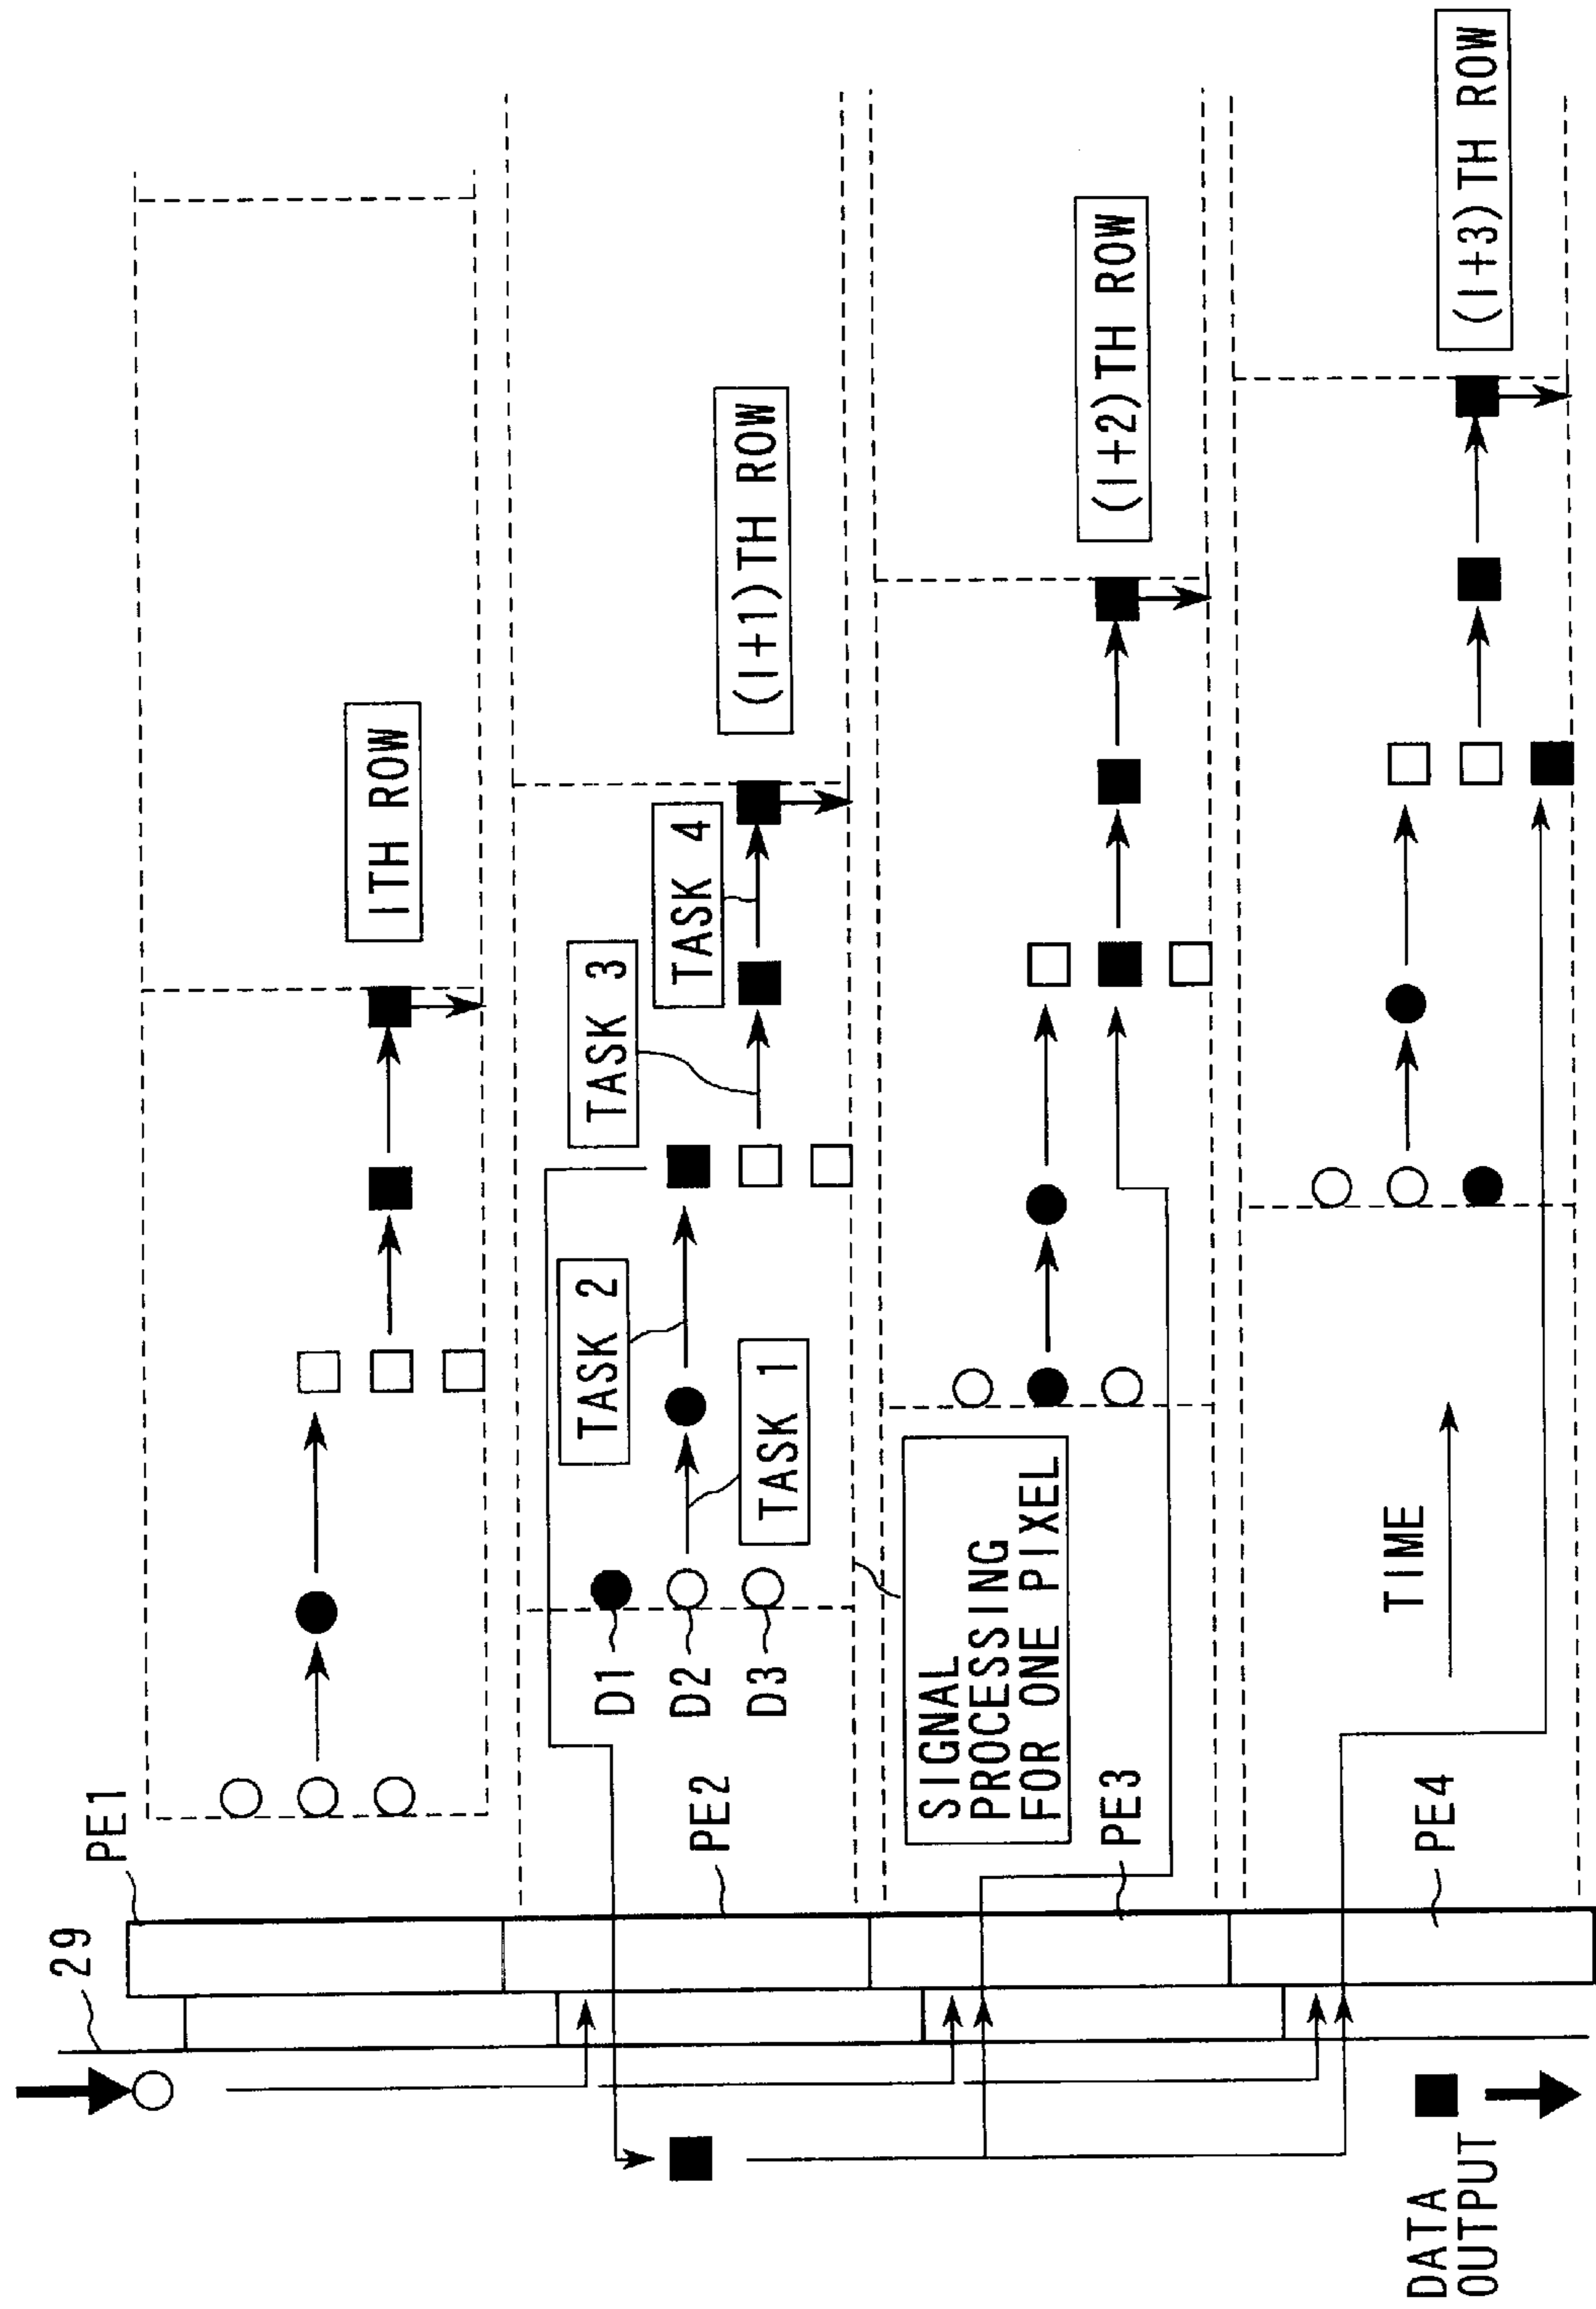 29
PE1
ITH ROW
D1
D2
D3
TASK 1
TASK 2
TASK 3
TASK 4
(I+1)TH ROW
PE2
SIGNAL
PROCESSING
FOR ONE PIXEL
(I+2)TH ROW
PE3
TIME
(I+3)TH ROW
PE4
DATA
OUTPUT